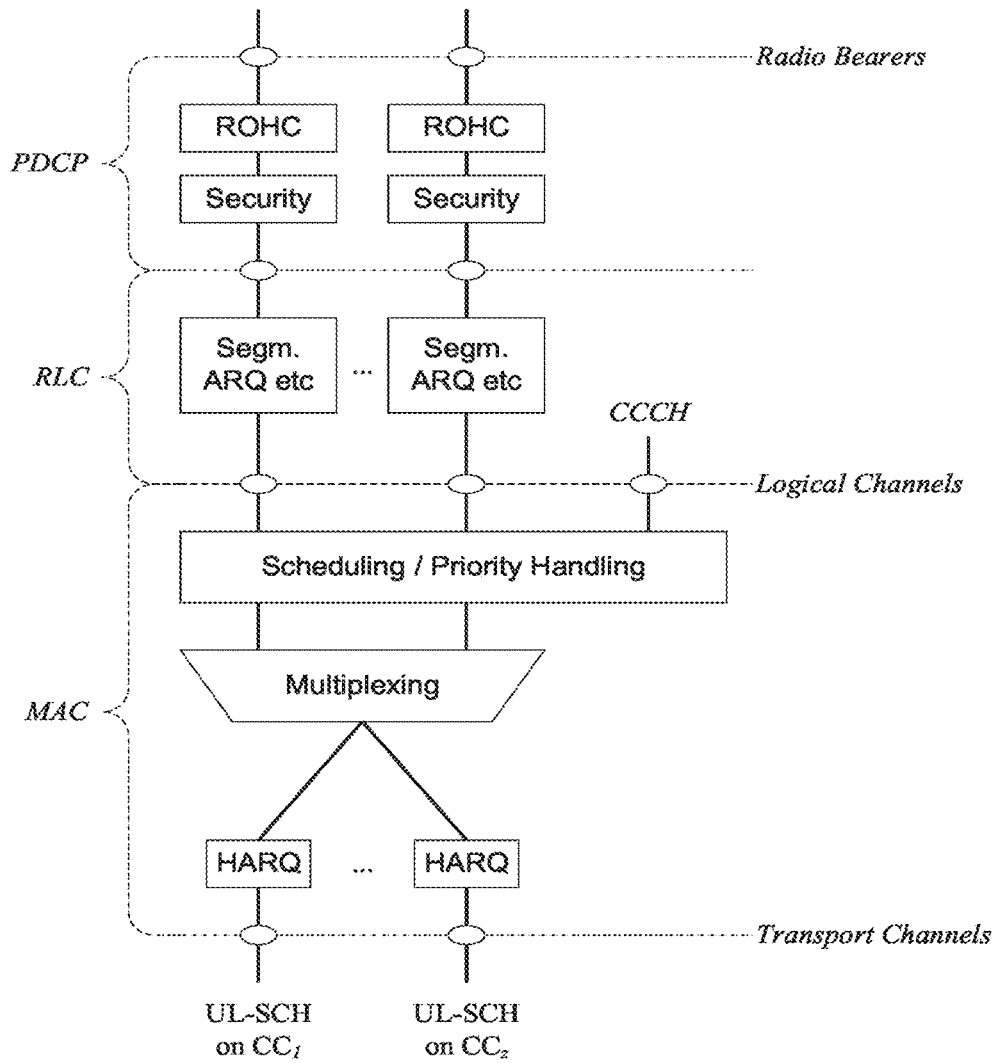 Radio Bearers
ROHC ROHC
PDCP
Security Security
Segm. ARQ etc ... Segm. ARQ etc
RLC
CCCH
Logical Channels
Scheduling / Priority Handling
Multiplexing
MAC
HARQ ... HARQ
Transport Channels
UL-SCH on CC1 UL-SCH on CC2